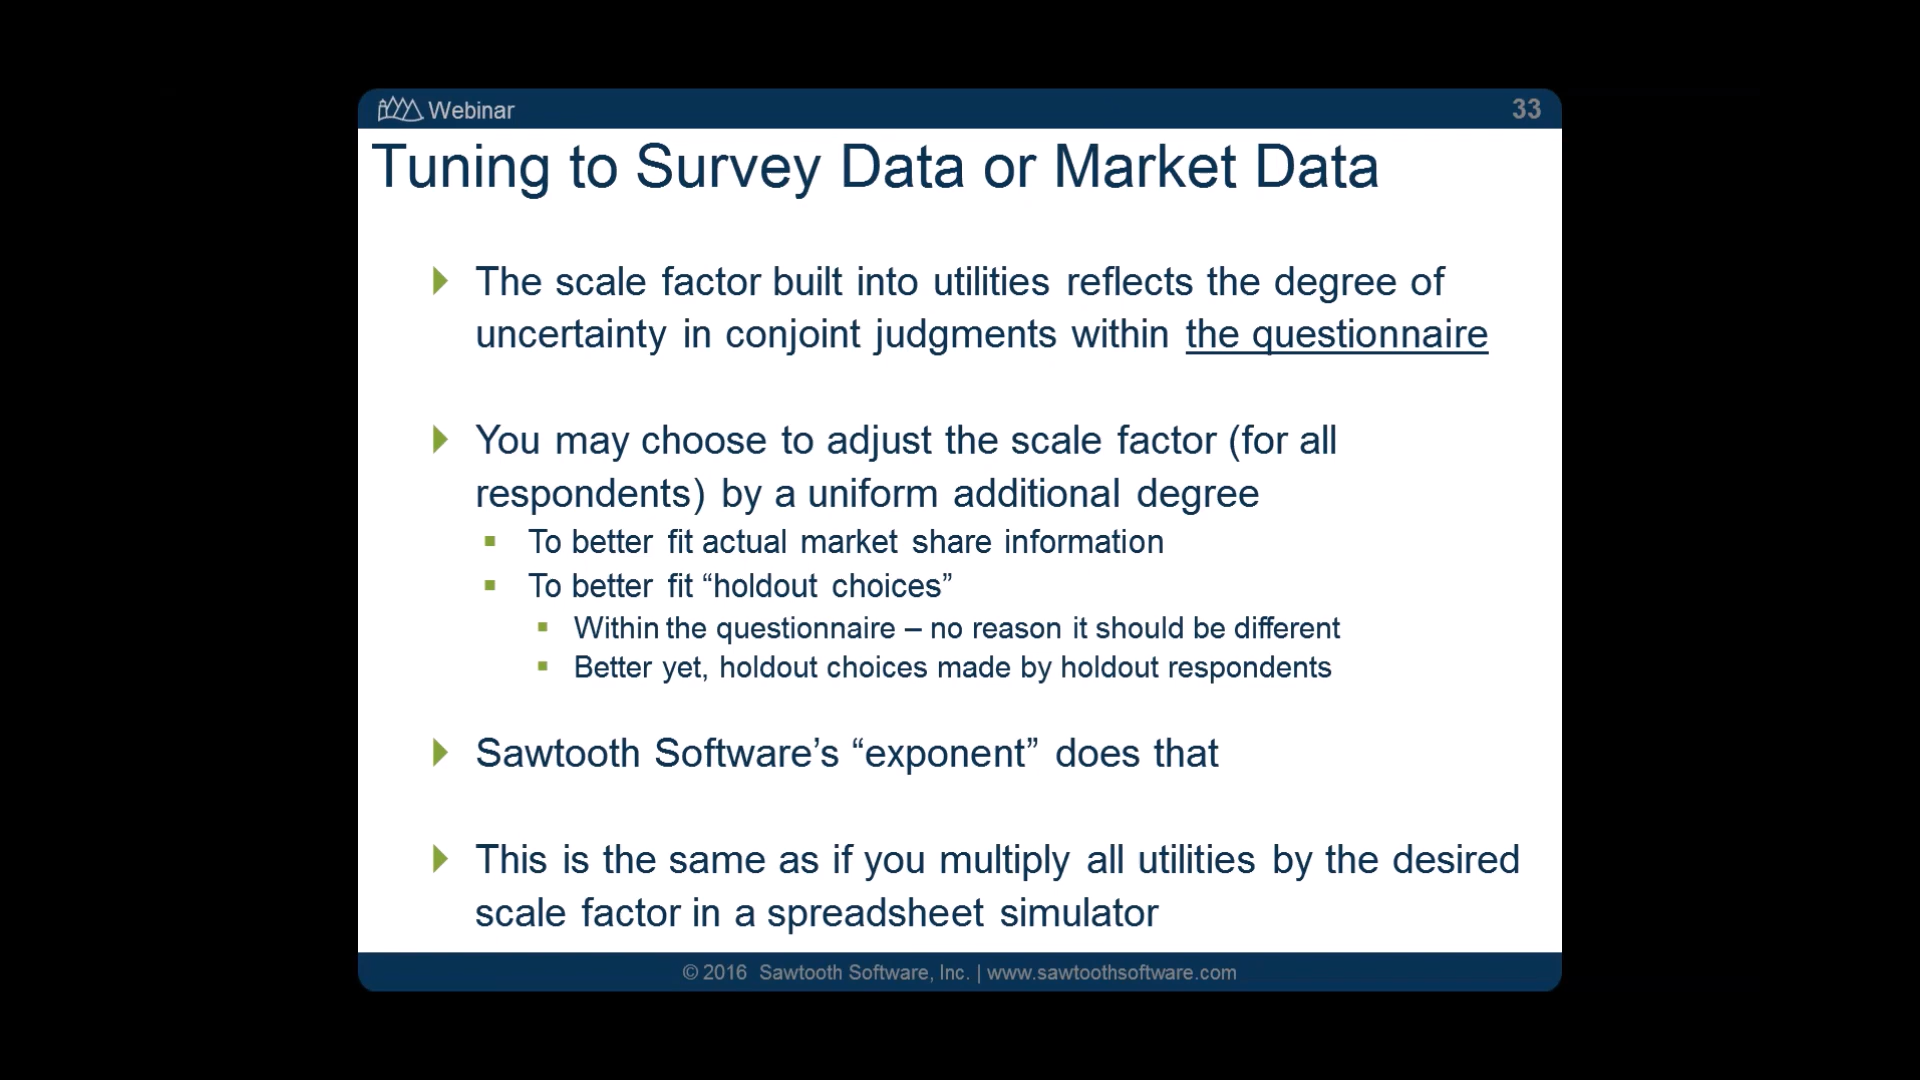 Webinar
33
Tuning to Survey Data or Market Data
The scale factor built into utilities reflects the degree of
uncertainty in conjoint judgments within the questionnaire
You may choose to adjust the scale factor (for all
respondents) by a uniform additional degree
To better fit actual market share information
To better fit “holdout choices”
Within the questionnaire – no reason it should be different
Better yet, holdout choices made by holdout respondents
Sawtooth Software’s “exponent” does that
This is the same as if you multiply all utilities by the desired
scale factor in a spreadsheet simulator
© 2016 Sawtooth Software, Inc. | www.sawtoothsoftware.com